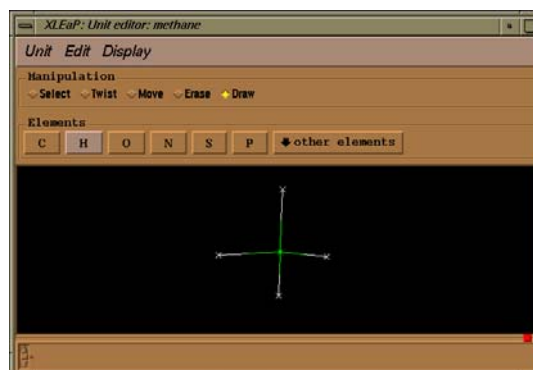 XLEaP: Unit editor: methane
Unit Edit Display
Manipulation
Select Twist Move Erase Draw
Elements
C H O N S P other elements